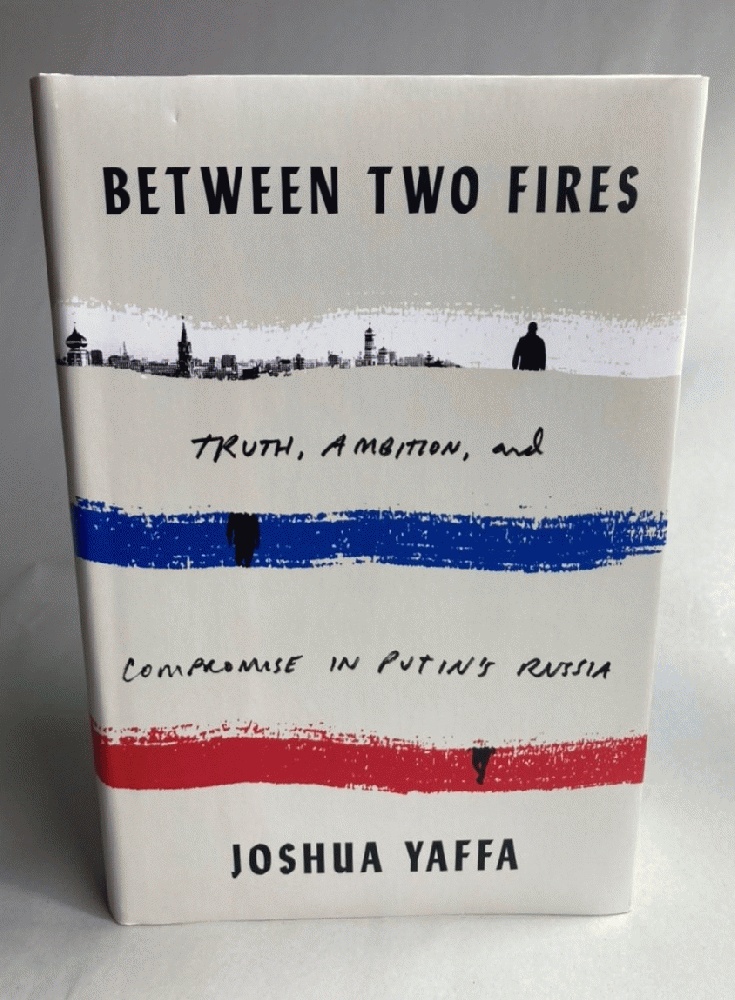 BETWEEN TWO FIRES
TRUTH, AMBITION, and
COMPROMISE IN PUTIN'S RUSSIA
JOSHUA YAFFA